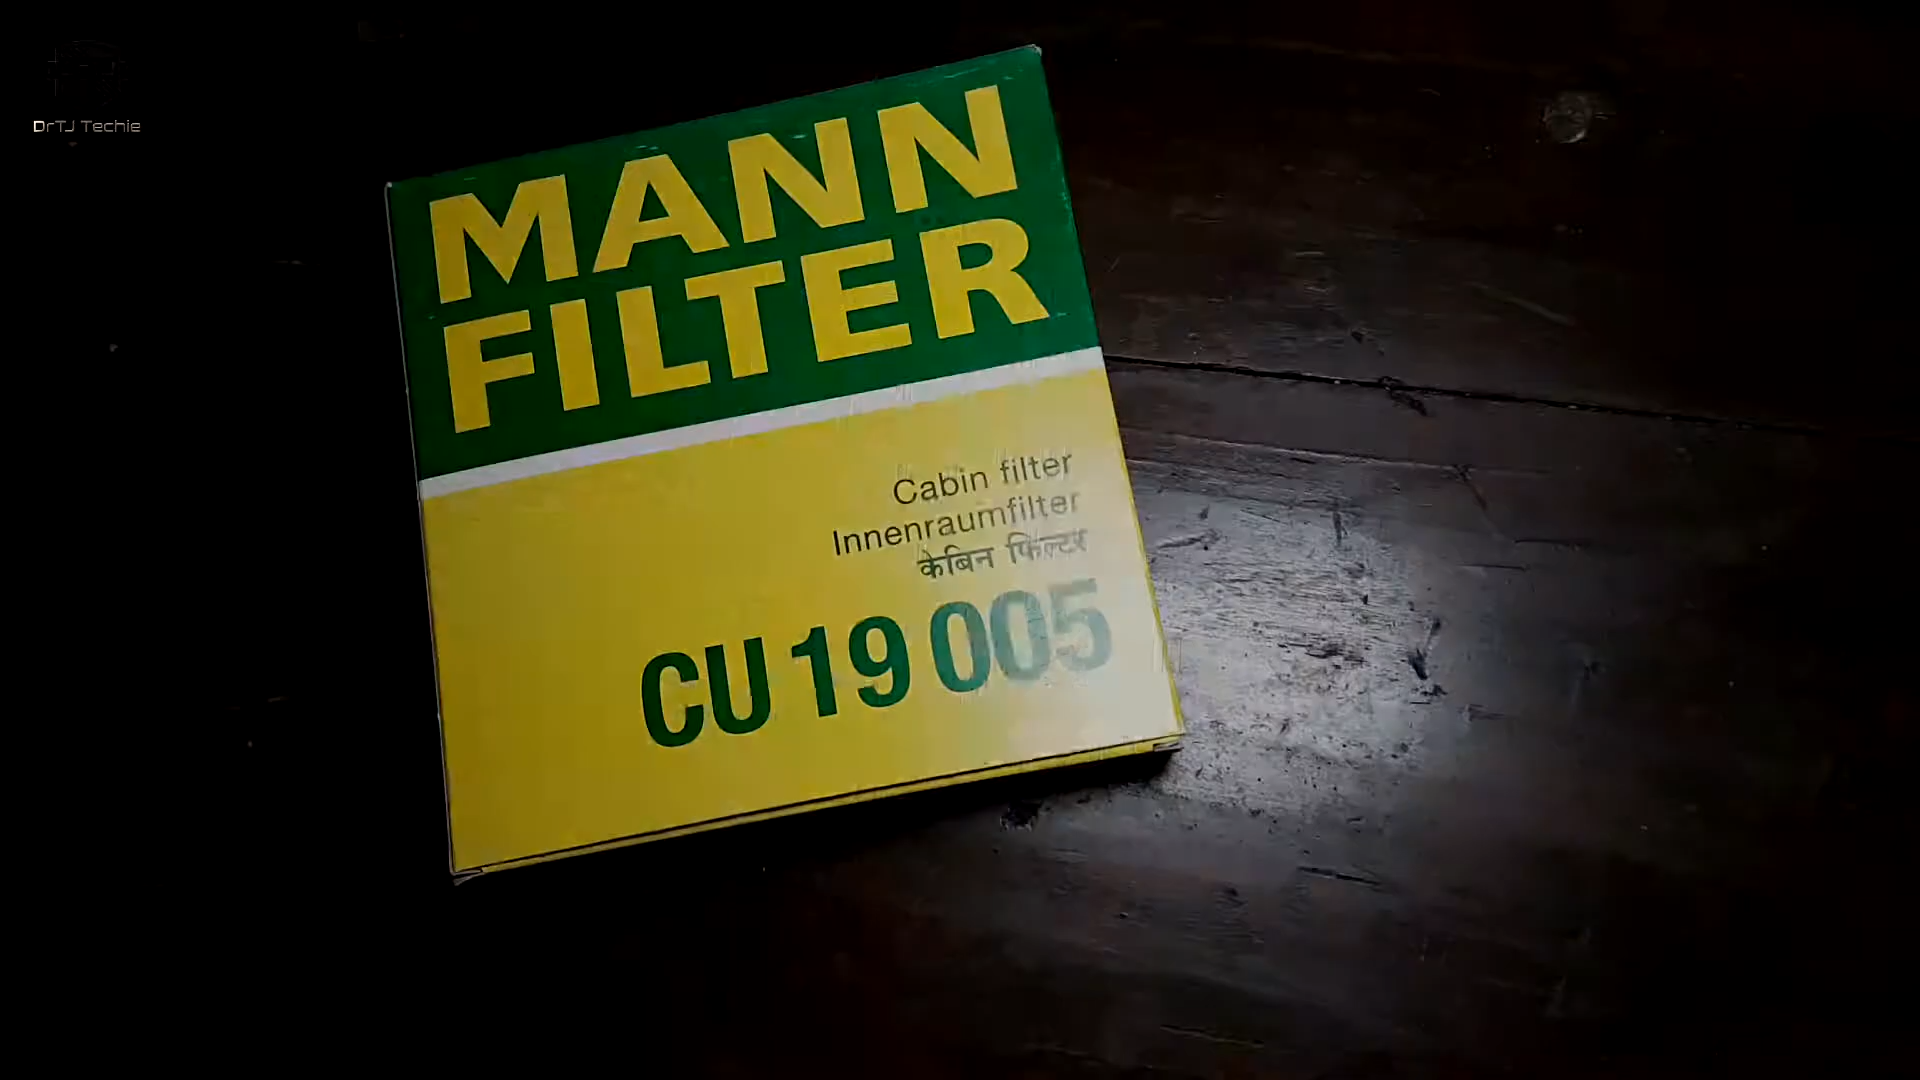 DrTJ Techie
MANN
FILTER
Cabin filter
Innenraumfilter
केबिन फिल्टर
CU 19 005